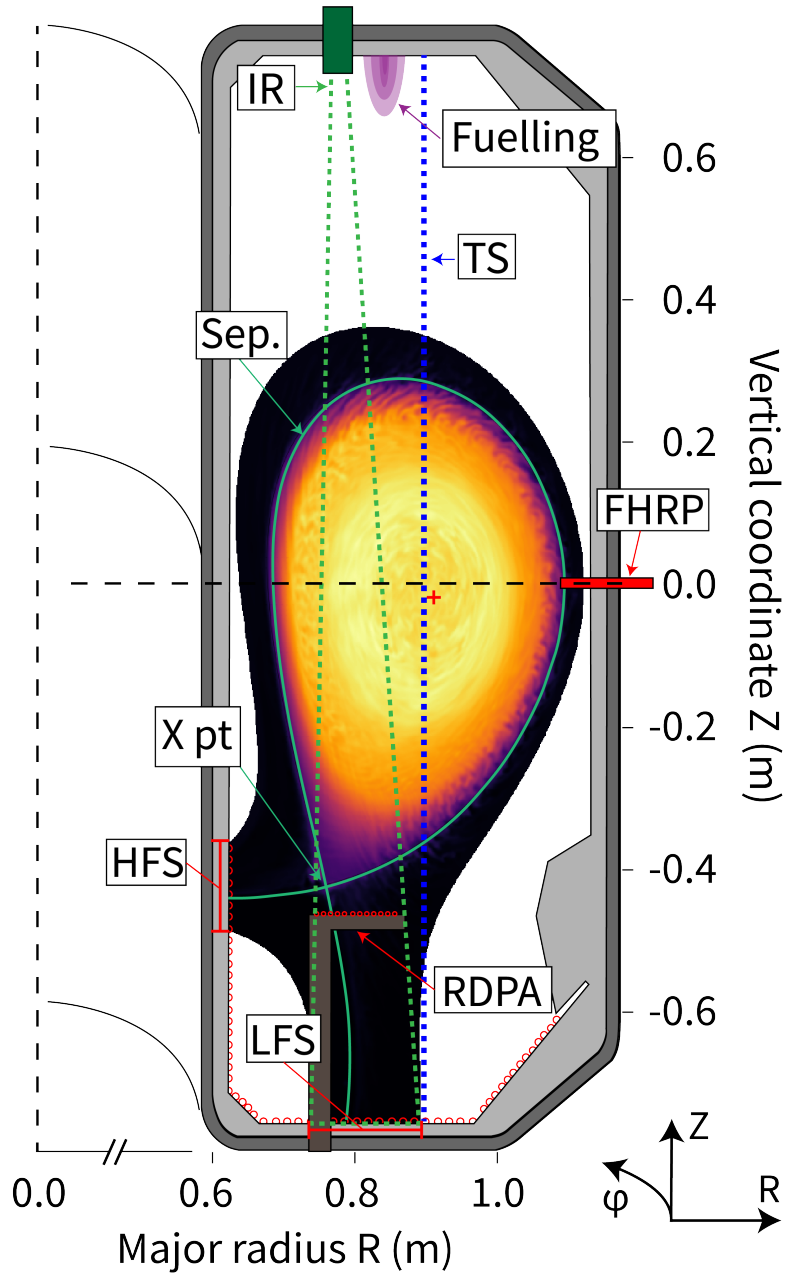 IR
Fuelling
0.6
TS
0.4
Sep.
0.2
FHRP
0.0
Vertical coordinate Z (m)
-0.2
X pt
-0.4
HFS
RDPA
-0.6
LFS
Z
R
φ
0.0
0.6
0.8
1.0
Major radius R (m)